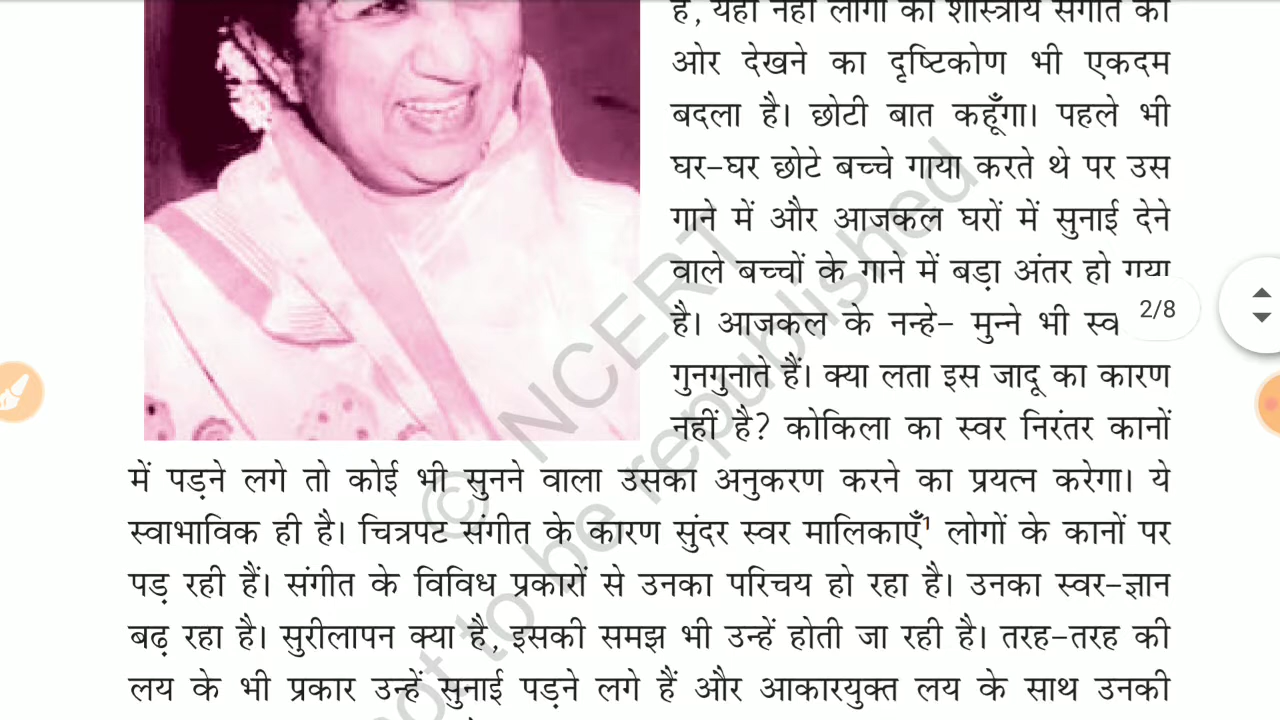 है, यही नहीं लोगों का शास्त्रीय संगीत की
ओर देखने का दृष्टिकोण भी एकदम
बदला है। छोटी बात कहूँगा। पहले भी
घर-घर छोटे बच्चे गाया करते थे पर उस
गाने में और आजकल घरों में सुनाई देने
वाले बच्चों के गाने में बड़ा अंतर हो गया
है। आजकल के नन्हे- मुन्ने भी स्व
2/8
गुनगुनाते हैं। क्या लता इस जादू का कारण
नहीं है? कोकिला का स्वर निरंतर कानों
में पड़ने लगे तो कोई भी सुनने वाला उसका अनुकरण करने का प्रयत्न करेगा। ये
स्वाभाविक ही है। चित्रपट संगीत के कारण सुंदर स्वर मालिकाएँ¹ लोगों के कानों पर
पड़ रही हैं। संगीत के विविध प्रकारों से उनका परिचय हो रहा है। उनका स्वर-ज्ञान
बढ़ रहा है। सुरीलापन क्या है, इसकी समझ भी उन्हें होती जा रही है। तरह-तरह की
लय के भी प्रकार उन्हें सुनाई पड़ने लगे हैं और आकारयुक्त लय के साथ उनकी
© NCERT
not to be republished